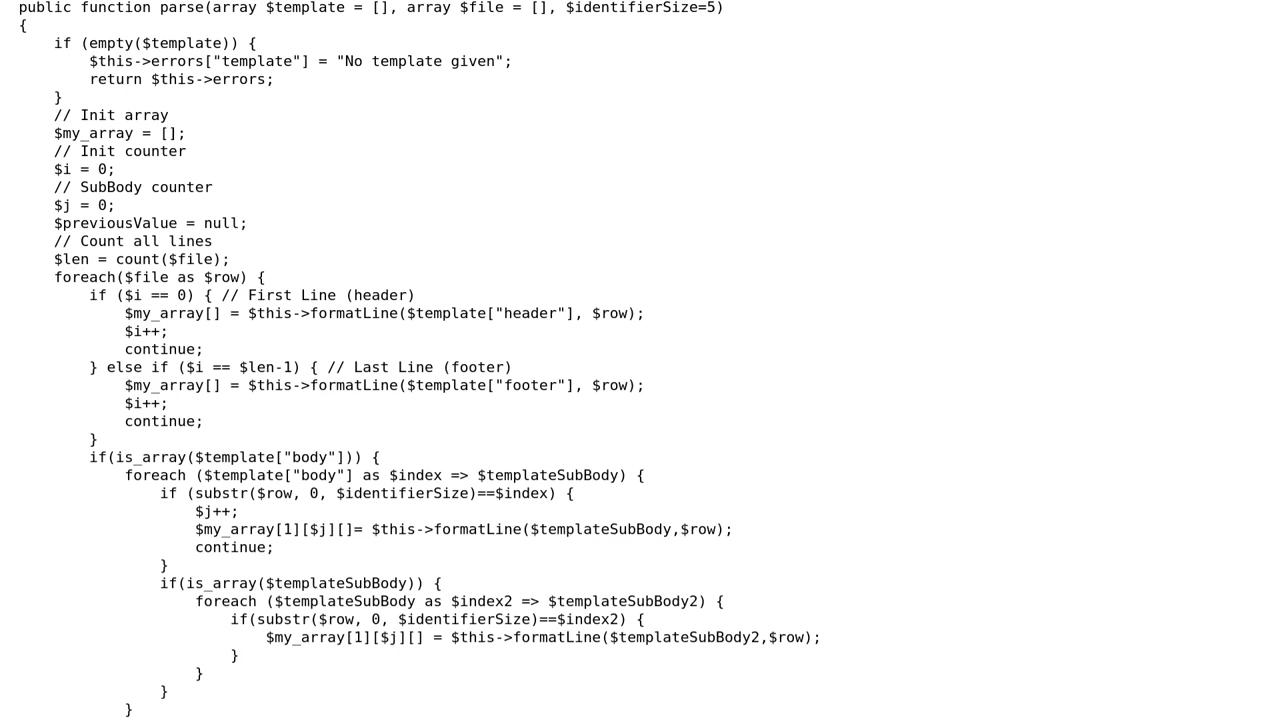 public function parse(array $template = [], array $file = [], $identifierSize=5)
{
    if (empty($template)) {
        $this->errors["template"] = "No template given";
        return $this->errors;
    }
    // Init array
    $my_array = [];
    // Init counter
    $i = 0;
    // SubBody counter
    $j = 0;
    $previousValue = null;
    // Count all lines
    $len = count($file);
    foreach($file as $row) {
        if ($i == 0) { // First Line (header)
            $my_array[] = $this->formatLine($template["header"], $row);
            $i++;
            continue;
        } else if ($i == $len-1) { // Last Line (footer)
            $my_array[] = $this->formatLine($template["footer"], $row);
            $i++;
            continue;
        }
        if(is_array($template["body"])) {
            foreach ($template["body"] as $index => $templateSubBody) {
                if (substr($row, 0, $identifierSize)==$index) {
                    $j++;
                    $my_array[1][$j][]= $this->formatLine($templateSubBody,$row);
                    continue;
                }
                if(is_array($templateSubBody)) {
                    foreach ($templateSubBody as $index2 => $templateSubBody2) {
                        if(substr($row, 0, $identifierSize)==$index2) {
                            $my_array[1][$j][] = $this->formatLine($templateSubBody2,$row);
                        }
                    }
                }
            }